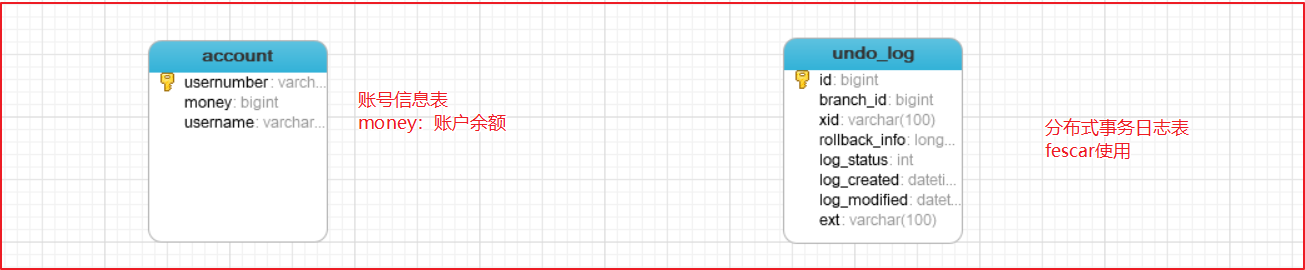 account
usernumber: varch...
money: bigint
username: varchar...
账号信息表
money：账户余额
undo_log
id: bigint
branch_id: bigint
xid: varchar(100)
rollback_info: long...
log_status: int
log_created: dateti...
log_modified: datet...
ext: varchar(100)
分布式事务日志表
fescar使用